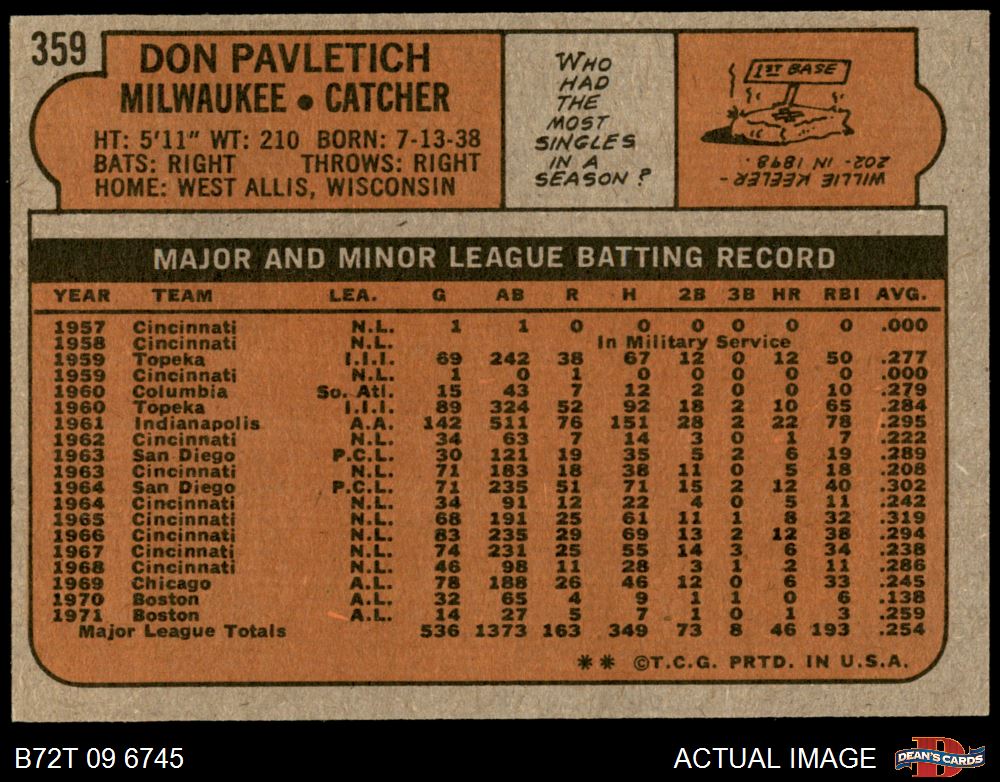 359
DON PAVLETICH
MILWAUKEE • CATCHER
HT: 5'11" WT: 210 BORN: 7-13-38
BATS: RIGHT THROWS: RIGHT
HOME: WEST ALLIS, WISCONSIN
WHO
HAD
THE
MOST
SINGLES
IN A
SEASON?
1ST BASE
WILLIE KEELER -
202 - IN 1898.
MAJOR AND MINOR LEAGUE BATTING RECORD
YEAR TEAM LEA. G AB R H 2B 3B HR RBI AVG.
1957 Cincinnati N.L. 1 1 0 0 0 0 0 0 .000
1958 Cincinnati N.L. In Military Service
1959 Topeka I.I.I. 69 242 38 67 12 0 12 50 .277
1959 Cincinnati N.L. 1 0 1 0 0 0 0 0 .000
1960 Columbia So. Atl. 15 43 7 12 2 0 0 10 .279
1960 Topeka I.I.I. 89 324 52 92 18 2 10 65 .284
1961 Indianapolis A.A. 142 511 76 151 28 2 22 78 .295
1962 Cincinnati N.L. 34 63 7 14 3 0 1 7 .222
1963 San Diego P.C.L. 30 121 19 35 5 2 6 19 .289
1963 Cincinnati N.L. 71 183 18 38 11 0 5 18 .208
1964 San Diego P.C.L. 71 235 51 71 15 2 12 40 .302
1964 Cincinnati N.L. 34 91 12 22 4 0 5 11 .242
1965 Cincinnati N.L. 68 191 25 61 11 1 8 32 .319
1966 Cincinnati N.L. 83 235 29 69 13 2 12 38 .294
1967 Cincinnati N.L. 74 231 25 55 14 3 6 34 .238
1968 Cincinnati N.L. 46 98 11 28 3 1 2 11 .286
1969 Chicago A.L. 78 188 26 46 12 0 6 33 .245
1970 Boston A.L. 32 65 4 9 1 1 0 6 .138
1971 Boston A.L. 14 27 5 7 1 0 1 3 .259
Major League Totals 536 1373 163 349 73 8 46 193 .254
** ©T.C.G. PRTD. IN U.S.A.
B72T 09 6745
ACTUAL IMAGE
D
DEAN'S CARDS